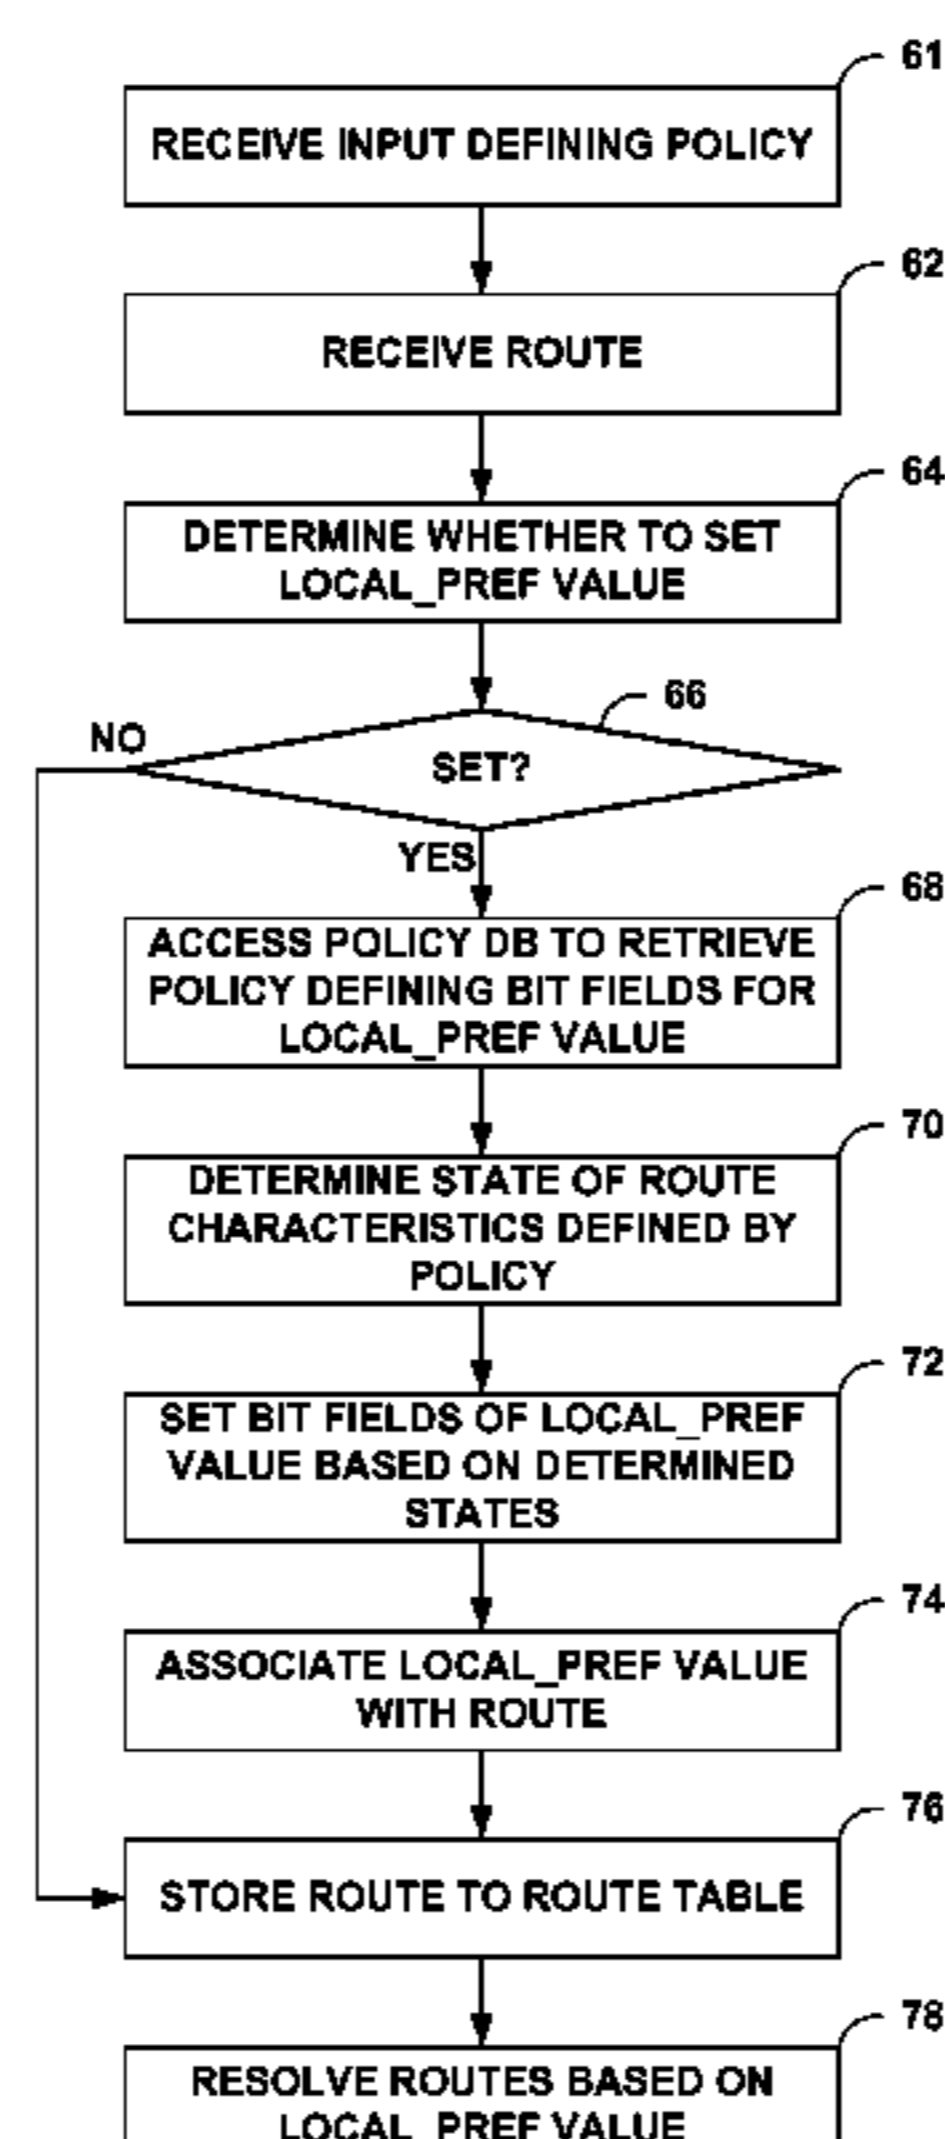 61
RECEIVE INPUT DEFINING POLICY
62
RECEIVE ROUTE
64
DETERMINE WHETHER TO SET
LOCAL_PREF VALUE
66
NO
SET?
YES
68
ACCESS POLICY DB TO RETRIEVE
POLICY DEFINING BIT FIELDS FOR
LOCAL_PREF VALUE
70
DETERMINE STATE OF ROUTE
CHARACTERISTICS DEFINED BY
POLICY
72
SET BIT FIELDS OF LOCAL_PREF
VALUE BASED ON DETERMINED
STATES
74
ASSOCIATE LOCAL_PREF VALUE
WITH ROUTE
76
STORE ROUTE TO ROUTE TABLE
78
RESOLVE ROUTES BASED ON
LOCAL_PREF VALUE